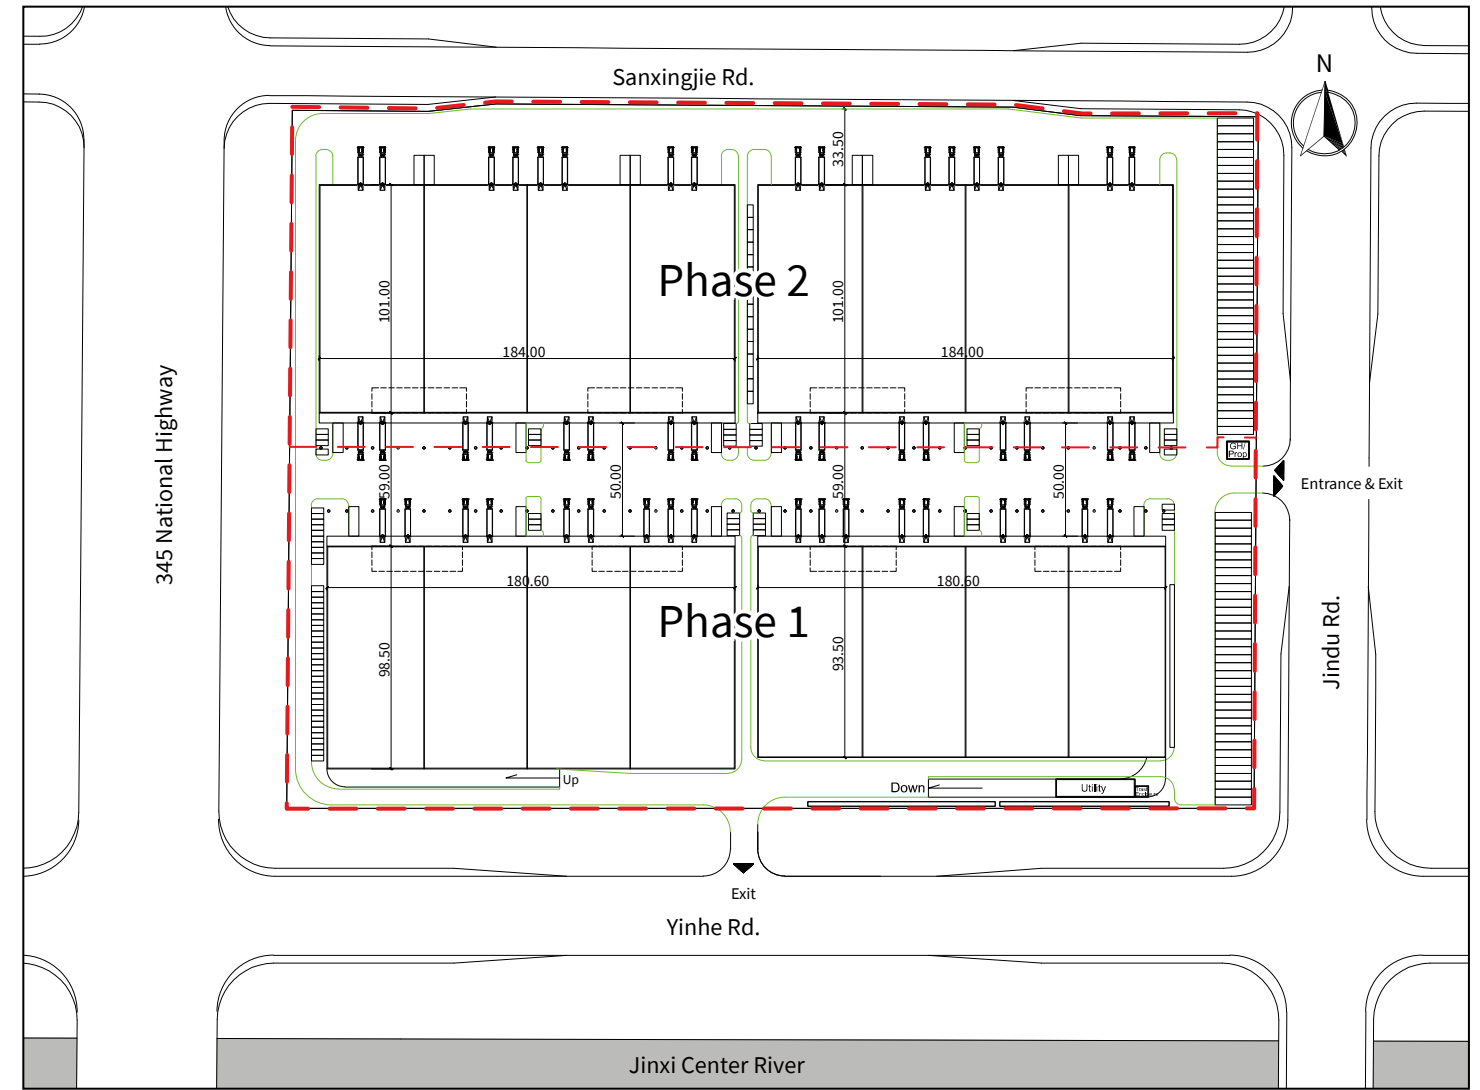 Sanxingjie Rd.
N
33.50
Phase 2
101.00
101.00
184.00
184.00
345 National Highway
GH/
Prop
59.00
50.00
59.00
50.00
Entrance & Exit
180.60
180.60
Phase 1
98.50
93.50
Jindu Rd.
Up
Down
Utility
Exit
Yinhe Rd.
Jinxi Center River